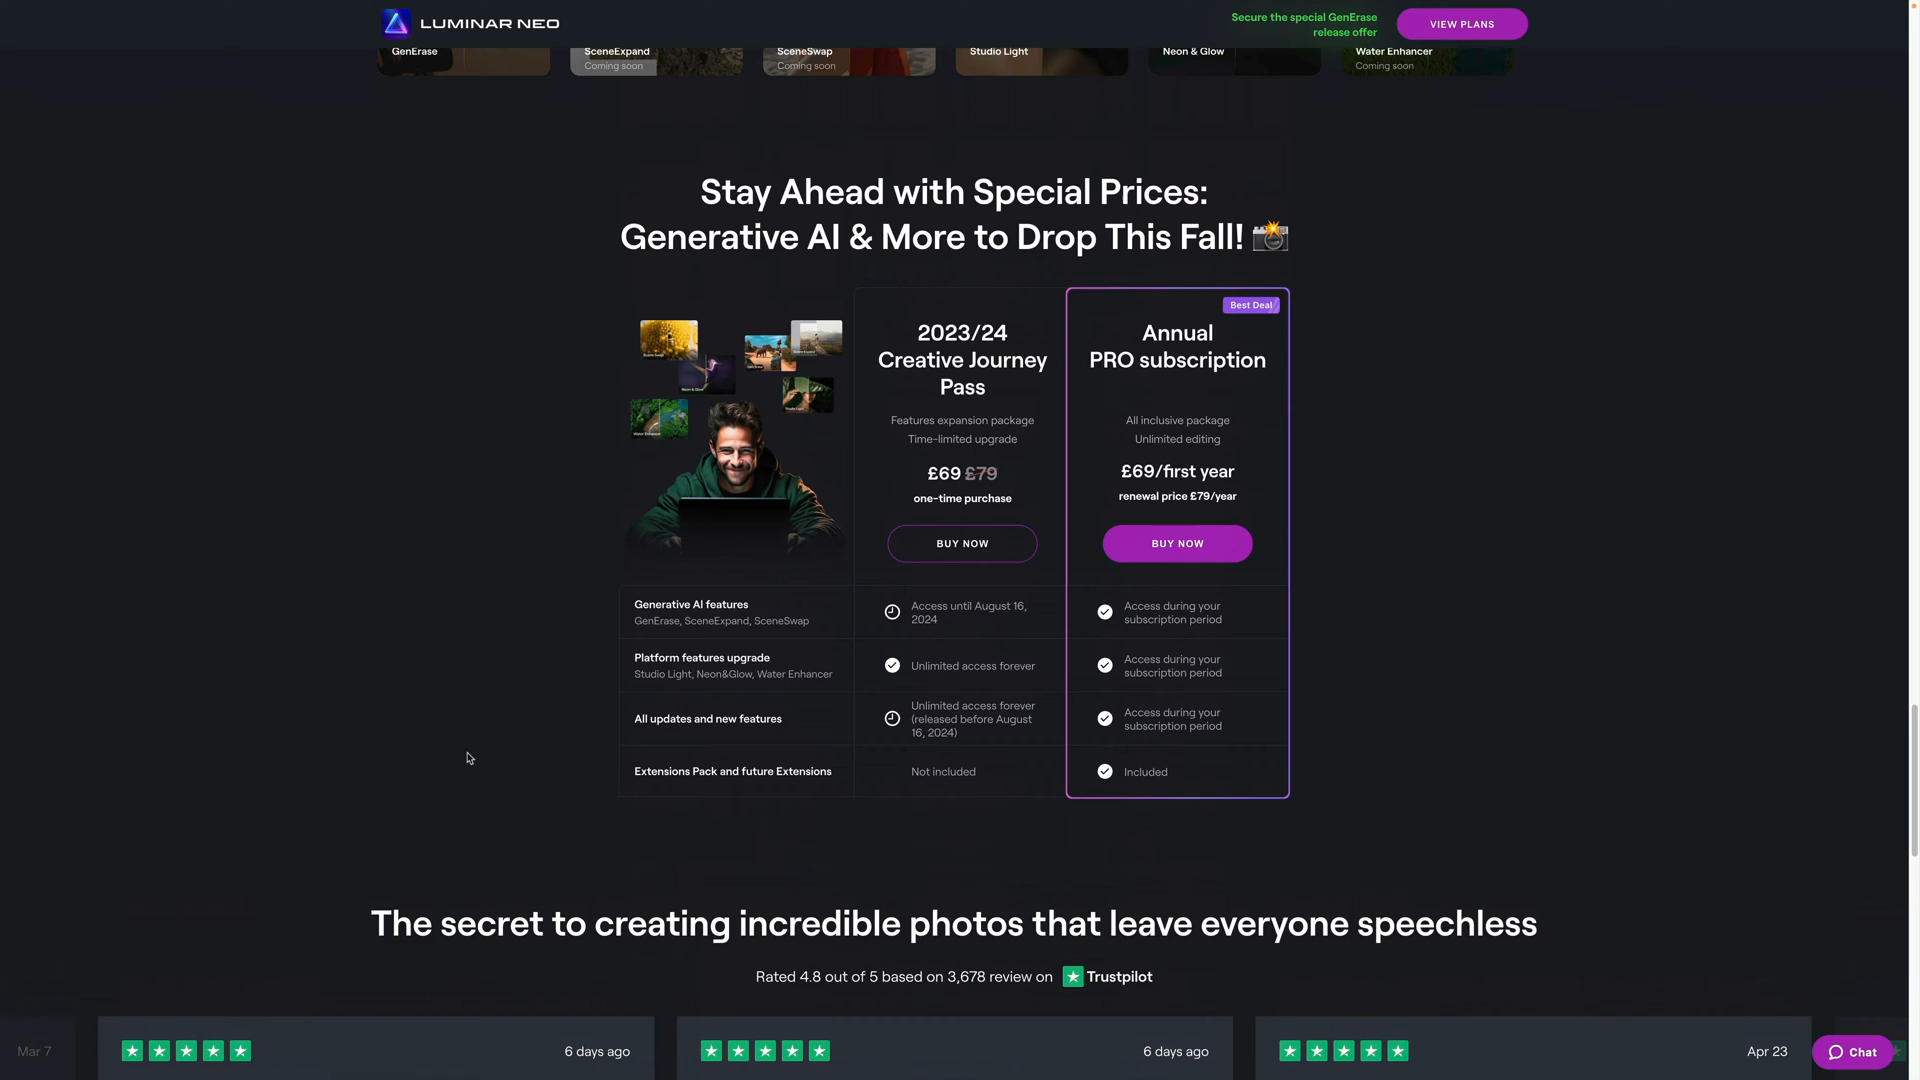 LUMINAR NEO
Secure the special GenErase
release offer
VIEW PLANS
GenErase
SceneExpand
Coming soon
SceneSwap
Coming soon
Studio Light
Neon & Glow
Water Enhancer
Coming soon
Stay Ahead with Special Prices:
Generative AI & More to Drop This Fall!
2023/24
Creative Journey
Pass
Features expansion package
Time-limited upgrade
£69 £79
one-time purchase
BUY NOW
Best Deal
Annual
PRO subscription
All inclusive package
Unlimited editing
£69/first year
renewal price £79/year
BUY NOW
Generative AI features
GenErase, SceneExpand, SceneSwap
Access until August 16,
2024
Access during your
subscription period
Platform features upgrade
Studio Light, Neon&Glow, Water Enhancer
Unlimited access forever
Access during your
subscription period
All updates and new features
Unlimited access forever
(released before August
16, 2024)
Access during your
subscription period
Extensions Pack and future Extensions
Not included
Included
The secret to creating incredible photos that leave everyone speechless
Rated 4.8 out of 5 based on 3,678 review on Trustpilot
Mar 7
6 days ago
6 days ago
Apr 23
Chat